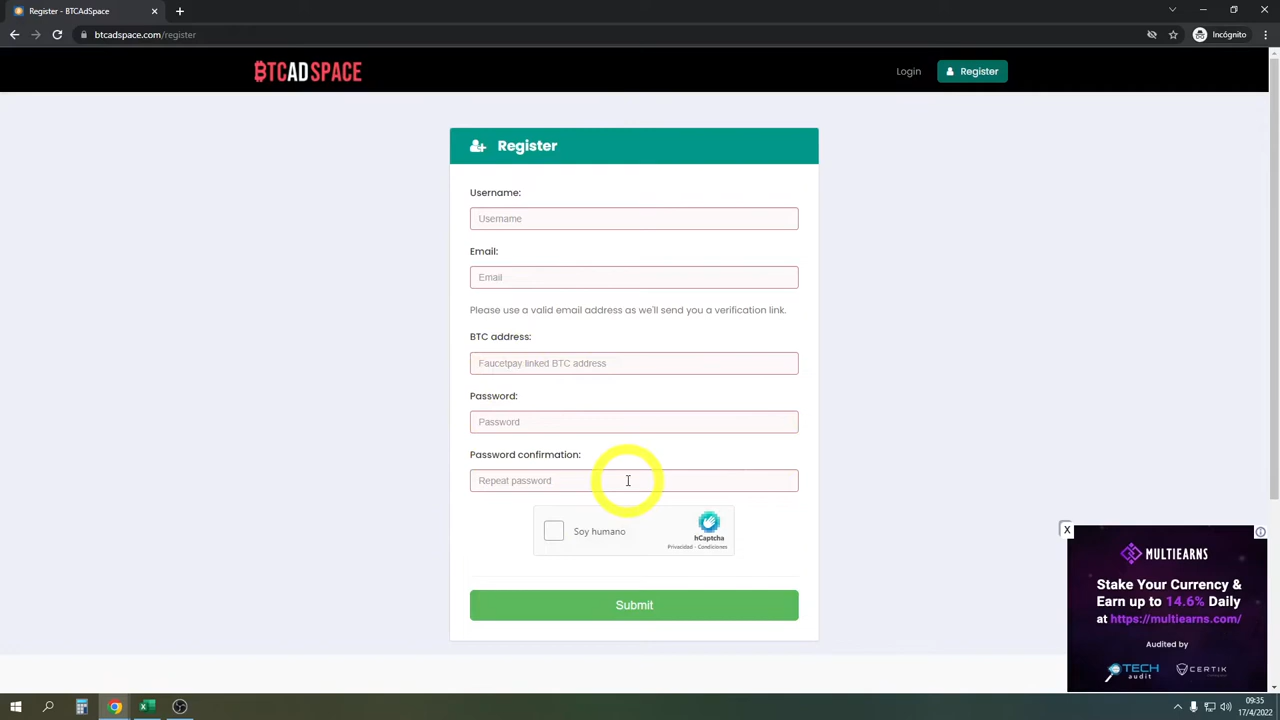 Register - BTCAdSpace
Incógnito
btcadspace.com/register
BTCADSPACE
Login
Register
Register
Username:
Username
Email:
Email
Please use a valid email address as we'll send you a verification link.
BTC address:
Faucetpay linked BTC address
Password:
Password
Password confirmation:
Repeat password
Soy humano
hCaptcha
Privacidad - Condiciones
Submit
X
MULTIEARNS
Stake Your Currency &
Earn up to 14.6% Daily
at https://multiearns.com/
Audited by
TECH
audit
CERTIK
09:35
17/4/2022